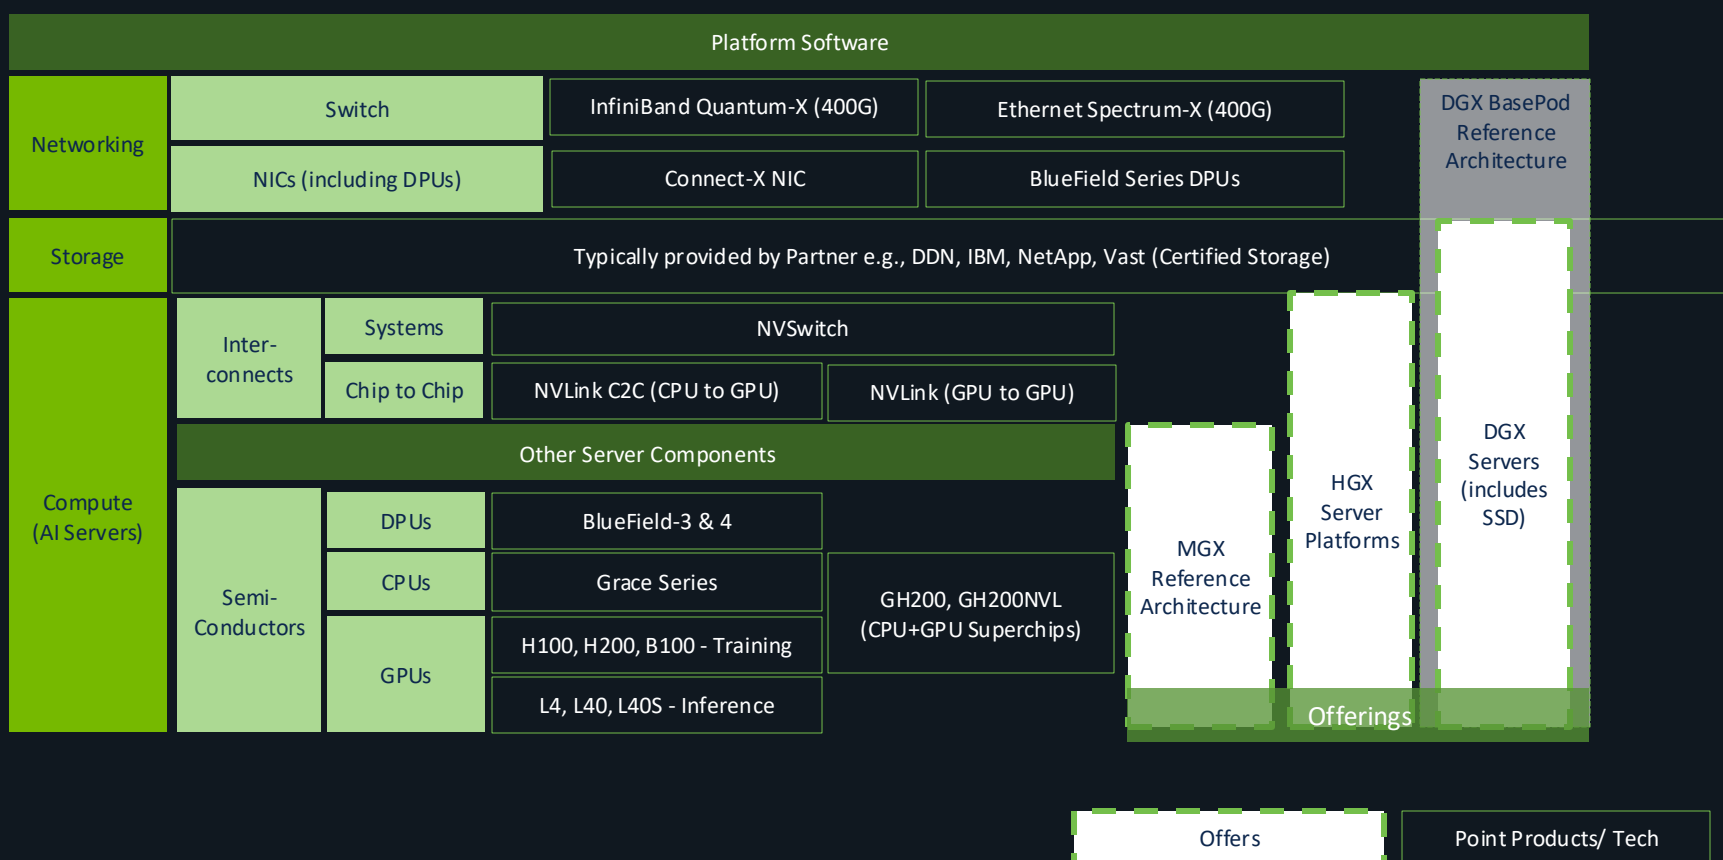 Platform Software
Networking
Switch
InfiniBand Quantum-X (400G)
Ethernet Spectrum-X (400G)
NICs (including DPUs)
Connect-X NIC
BlueField Series DPUs
DGX BasePod
Reference
Architecture
Storage
Typically provided by Partner e.g., DDN, IBM, NetApp, Vast (Certified Storage)
Compute
(AI Servers)
Inter-
connects
Systems
NVSwitch
Chip to Chip
NVLink C2C (CPU to GPU)
NVLink (GPU to GPU)
Other Server Components
Semi-
Conductors
DPUs
BlueField-3 & 4
CPUs
Grace Series
GH200, GH200NVL
(CPU+GPU Superchips)
GPUs
H100, H200, B100 - Training
L4, L40, L40S - Inference
MGX
Reference
Architecture
HGX
Server
Platforms
DGX
Servers
(includes
SSD)
Offerings
Offers
Point Products/ Tech